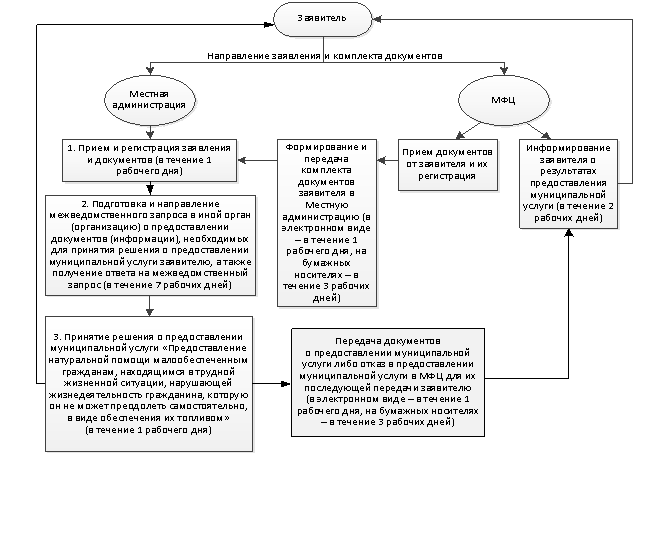 Заявитель
Направление заявления и комплекта документов
Местная
администрация
МФЦ
1. Прием и регистрация заявления
и документов (в течение 1
рабочего дня)
Формирование и
передача
комплекта
документов
заявителя в
Местную
администрацию (в
электронном виде
– в течение 1
рабочего дня, на
бумажных
носителях – в
течение 3 рабочих
дней)
Прием документов
от заявителя и их
регистрация
Информирование
заявителя о
результатах
предоставления
муниципальной
услуги (в течение 2
рабочих дней)
2. Подготовка и направление
межведомственного запроса в иной орган
(организацию) о предоставлении
документов (информации), необходимых
для принятия решения о предоставлении
муниципальной услуги заявителю, а также
получение ответа на межведомственный
запрос (в течение 7 рабочих дней)
3. Принятие решения о предоставлении
муниципальной услуги «Предоставление
натуральной помощи малообеспеченным
гражданам, находящимся в трудной
жизненной ситуации, нарушающей
жизнедеятельность гражданина, которую
он не может преодолеть самостоятельно,
в виде обеспечения их топливом»
(в течение 1 рабочего дня)
Передача документов
о предоставлении муниципальной
услуги либо отказ в предоставлении
муниципальной услуги в МФЦ для их
последующей передачи заявителю
(в электронном виде – в течение 1
рабочего дня, на бумажных носителях
– в течение 3 рабочих дней)